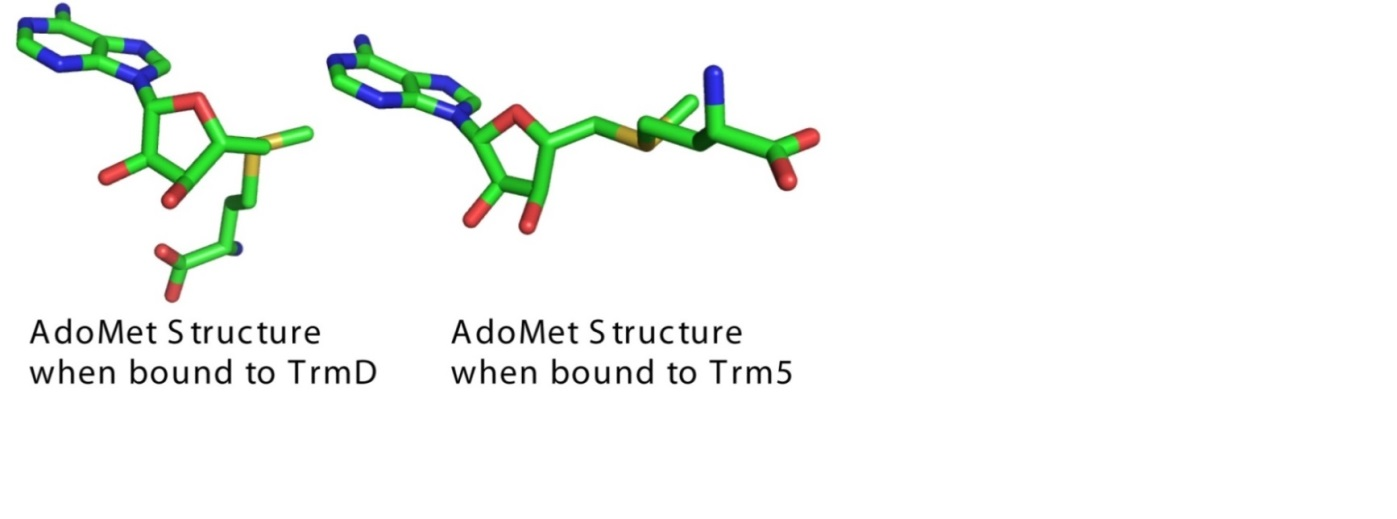 AdoMet Structure
when bound to TrmD
AdoMet Structure
when bound to Trm5